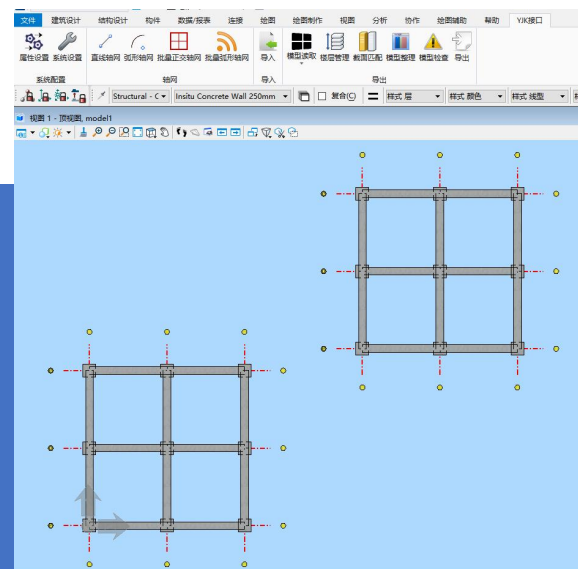 文件 建筑设计 结构设计 构件 数据/报表 连接 绘图 绘图制作 视图 分析 协作 绘图辅助 帮助 YJK接口
属性设置 系统设置 直线轴网 弧形轴网 批量正交轴网 批量弧形轴网 导入 模型读取 楼层管理 截面匹配 模型整理 模型检查 导出
系统配置 轴网 导入 导出
Structural - C Insitu Concrete Wall 250mm 复合(C) 样式 层 样式 颜色 样式 线型
视图 1 - 顶视图, model1